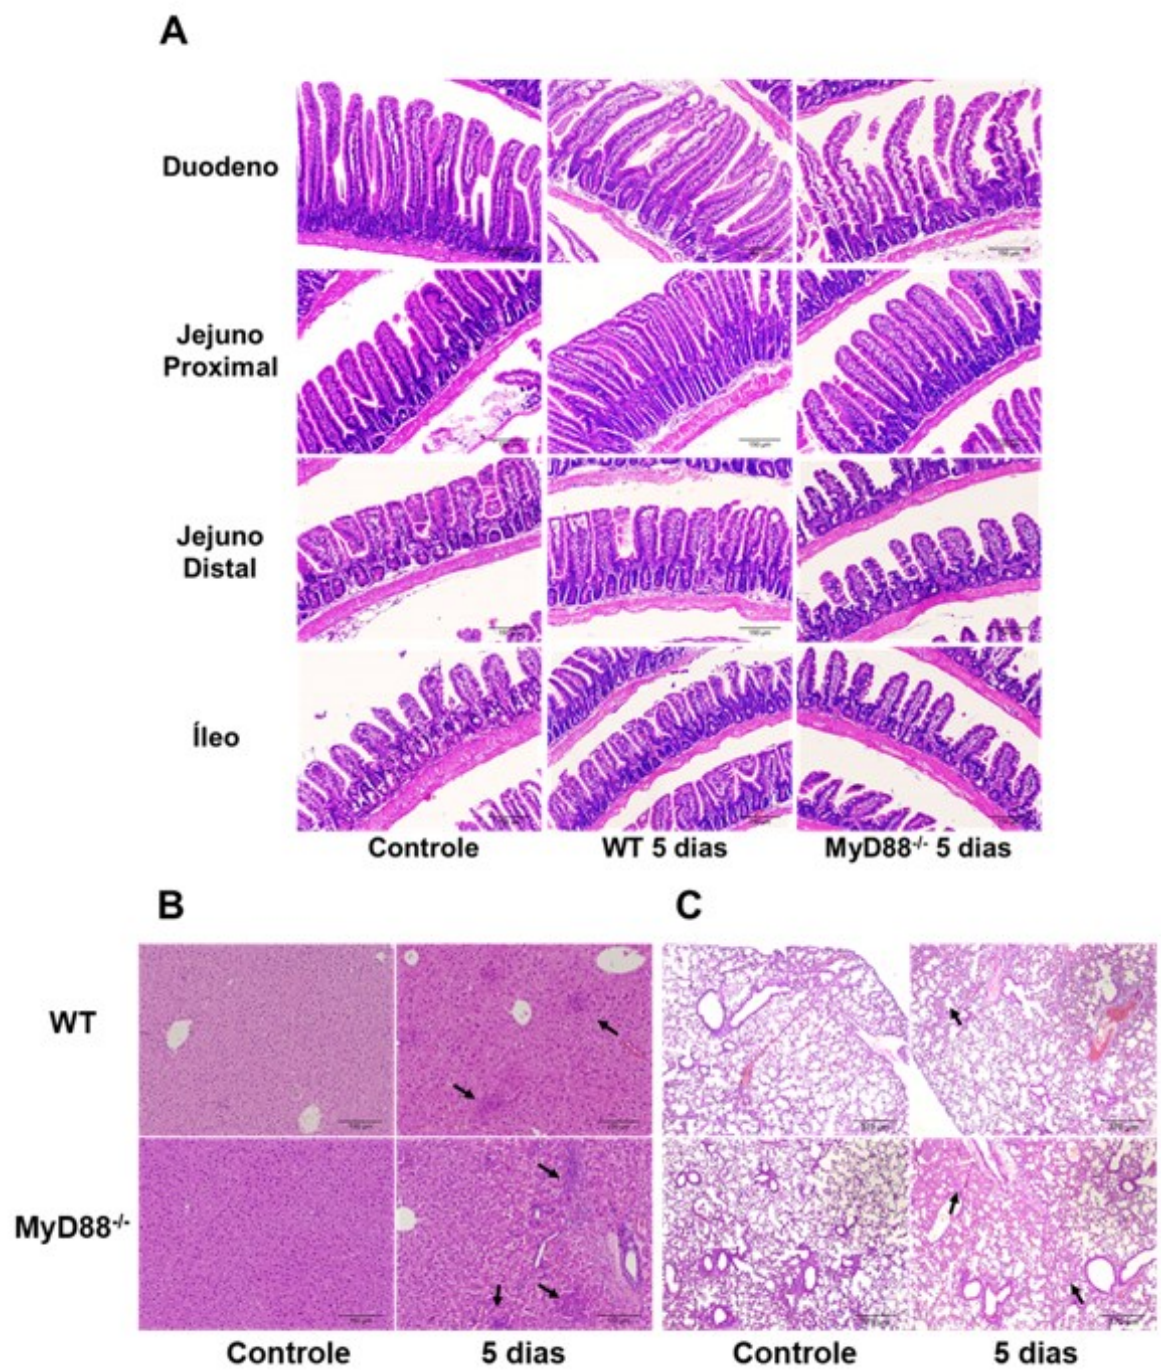 A
Duodeno
Jejuno
Proximal
Jejuno
Distal
Íleo
Controle WT 5 dias MyD88-/- 5 dias
B C
WT
MyD88-/-
Controle 5 dias Controle 5 dias